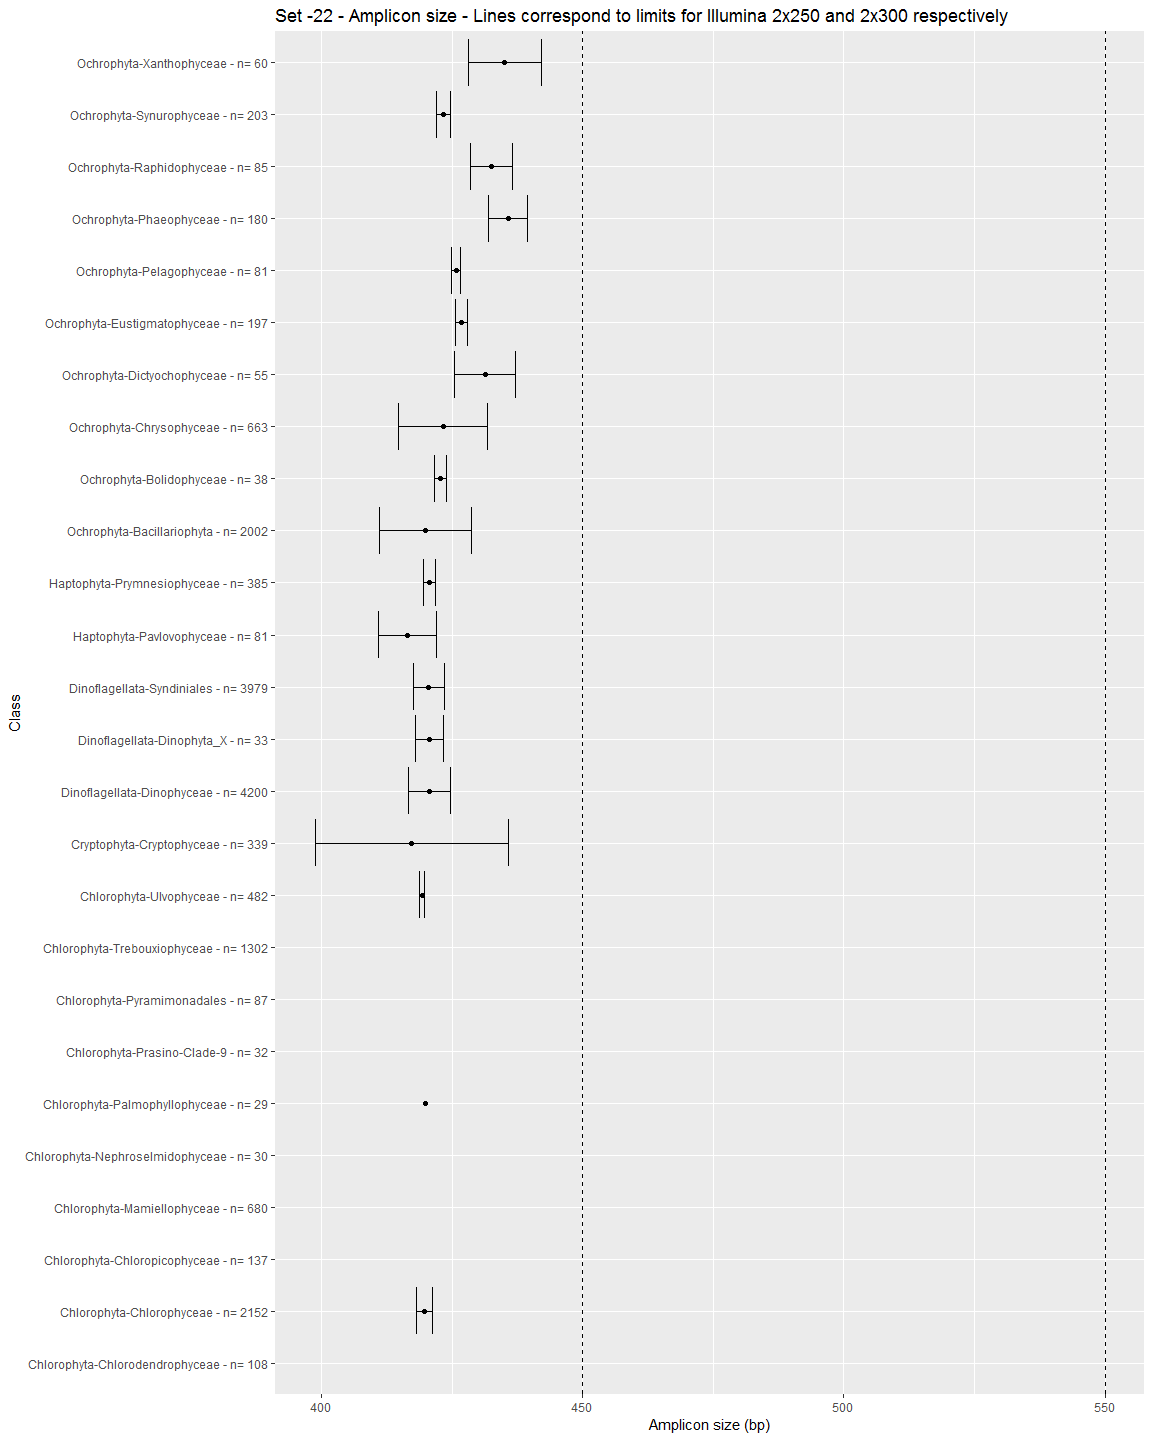 Set -22 - Amplicon size - Lines correspond to limits for Illumina 2x250 and 2x300 respectively
Class
Ochrophyta-Xanthophyceae - n= 60
Ochrophyta-Synurophyceae - n= 203
Ochrophyta-Raphidophyceae - n= 85
Ochrophyta-Phaeophyceae - n= 180
Ochrophyta-Pelagophyceae - n= 81
Ochrophyta-Eustigmatophyceae - n= 197
Ochrophyta-Dictyochophyceae - n= 55
Ochrophyta-Chrysophyceae - n= 663
Ochrophyta-Bolidophyceae - n= 38
Ochrophyta-Bacillariophyta - n= 2002
Haptophyta-Prymnesiophyceae - n= 385
Haptophyta-Pavlovophyceae - n= 81
Dinoflagellata-Syndiniales - n= 3979
Dinoflagellata-Dinophyta_X - n= 33
Dinoflagellata-Dinophyceae - n= 4200
Cryptophyta-Cryptophyceae - n= 339
Chlorophyta-Ulvophyceae - n= 482
Chlorophyta-Trebouxiophyceae - n= 1302
Chlorophyta-Pyramimonadales - n= 87
Chlorophyta-Prasino-Clade-9 - n= 32
Chlorophyta-Palmophyllophyceae - n= 29
Chlorophyta-Nephroselmidophyceae - n= 30
Chlorophyta-Mamiellophyceae - n= 680
Chlorophyta-Chloropicophyceae - n= 137
Chlorophyta-Chlorophyceae - n= 2152
Chlorophyta-Chlorodendrophyceae - n= 108
400 450 500 550
Amplicon size (bp)